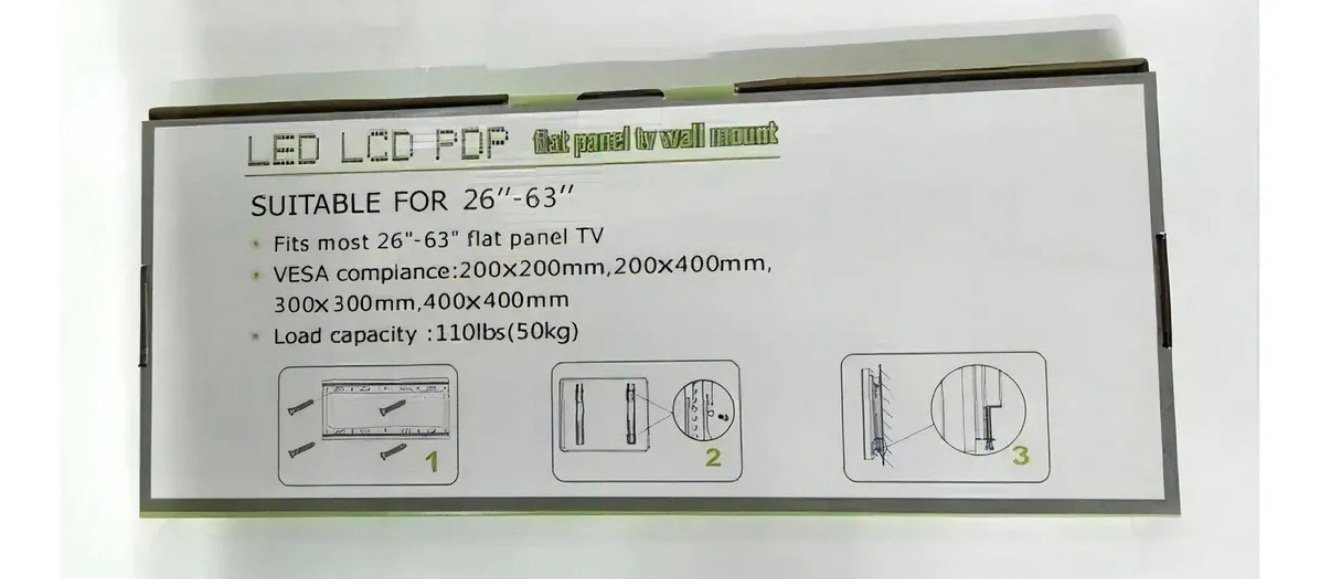 LED LCD PDP flat panel tv wall mount
SUITABLE FOR 26"-63"
Fits most 26"-63" flat panel TV
VESA complance:200x200mm,200x400mm,
300x300mm,400x400mm
Load capacity :110lbs(50kg)
1
2
3